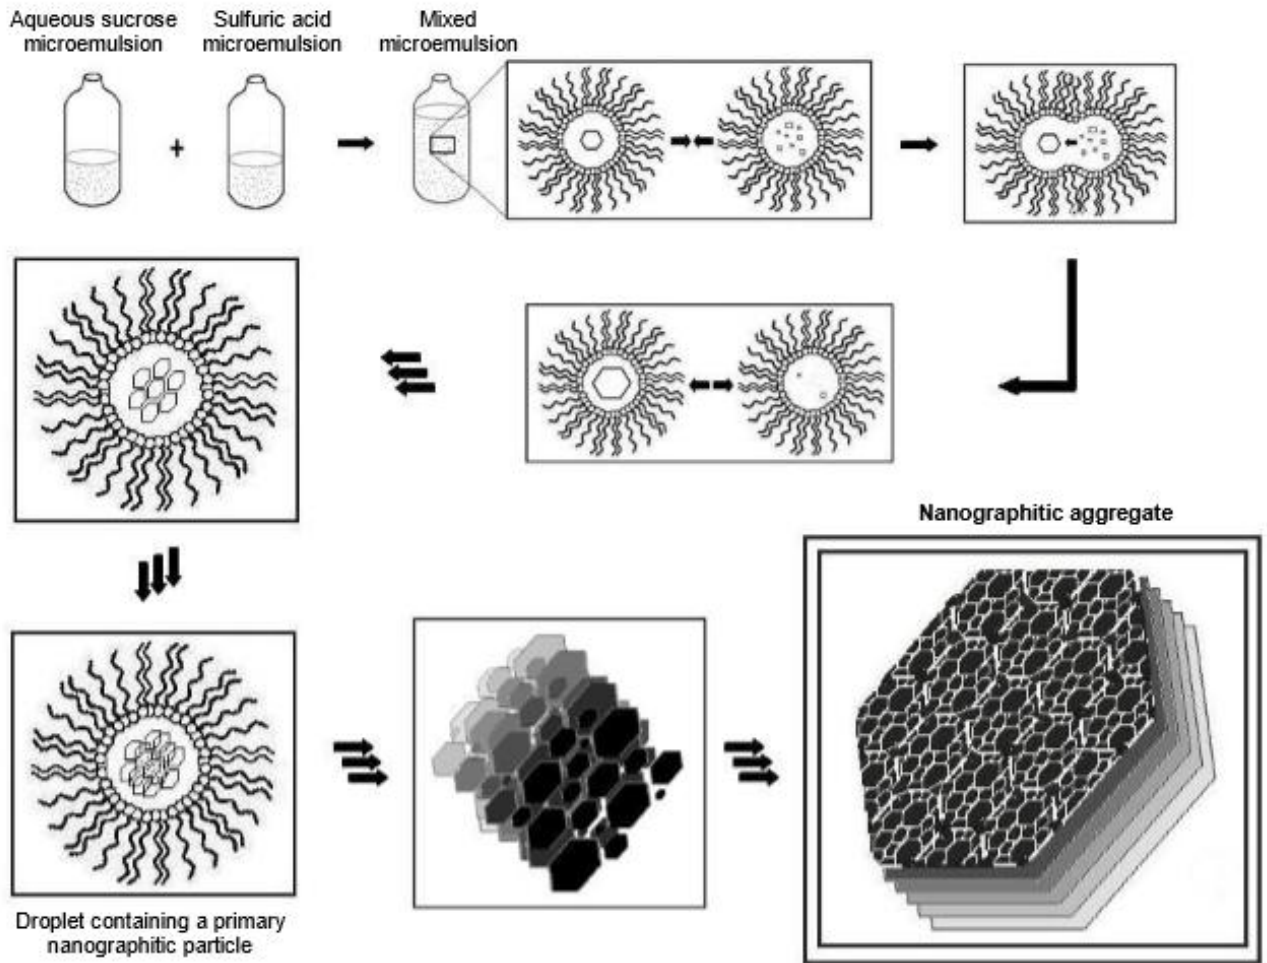 Aqueous sucrose
microemulsion
Sulfuric acid
microemulsion
Mixed
microemulsion
+
Nanographitic aggregate
Droplet containing a primary
nanographitic particle